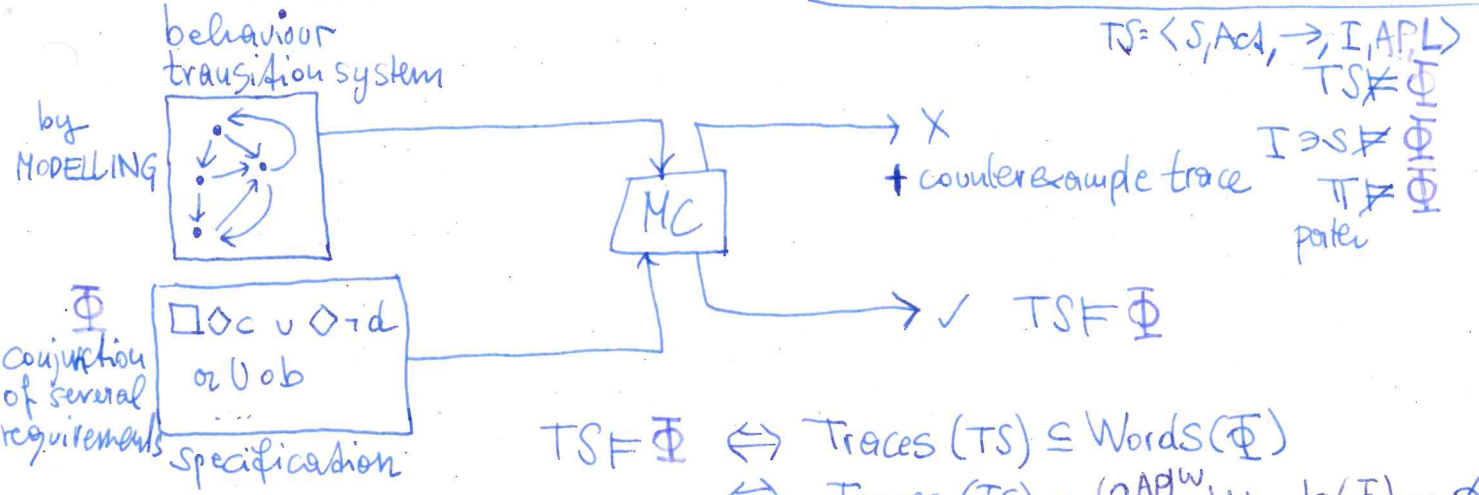 behaviour
transition system
by
MODELLING
TS=<S,Act,→,I,AP,L>
TS⊭Φ
I∋s⊭Φ
π⊭Φ
X
+ counterexample trace
MC
Φ
conjunction
of several
requirements
□◇c ∪ ◇¬d
...
specification
✓ TS⊨Φ
TS⊨Φ ⇔ Traces(TS) ⊆ Words(Φ)